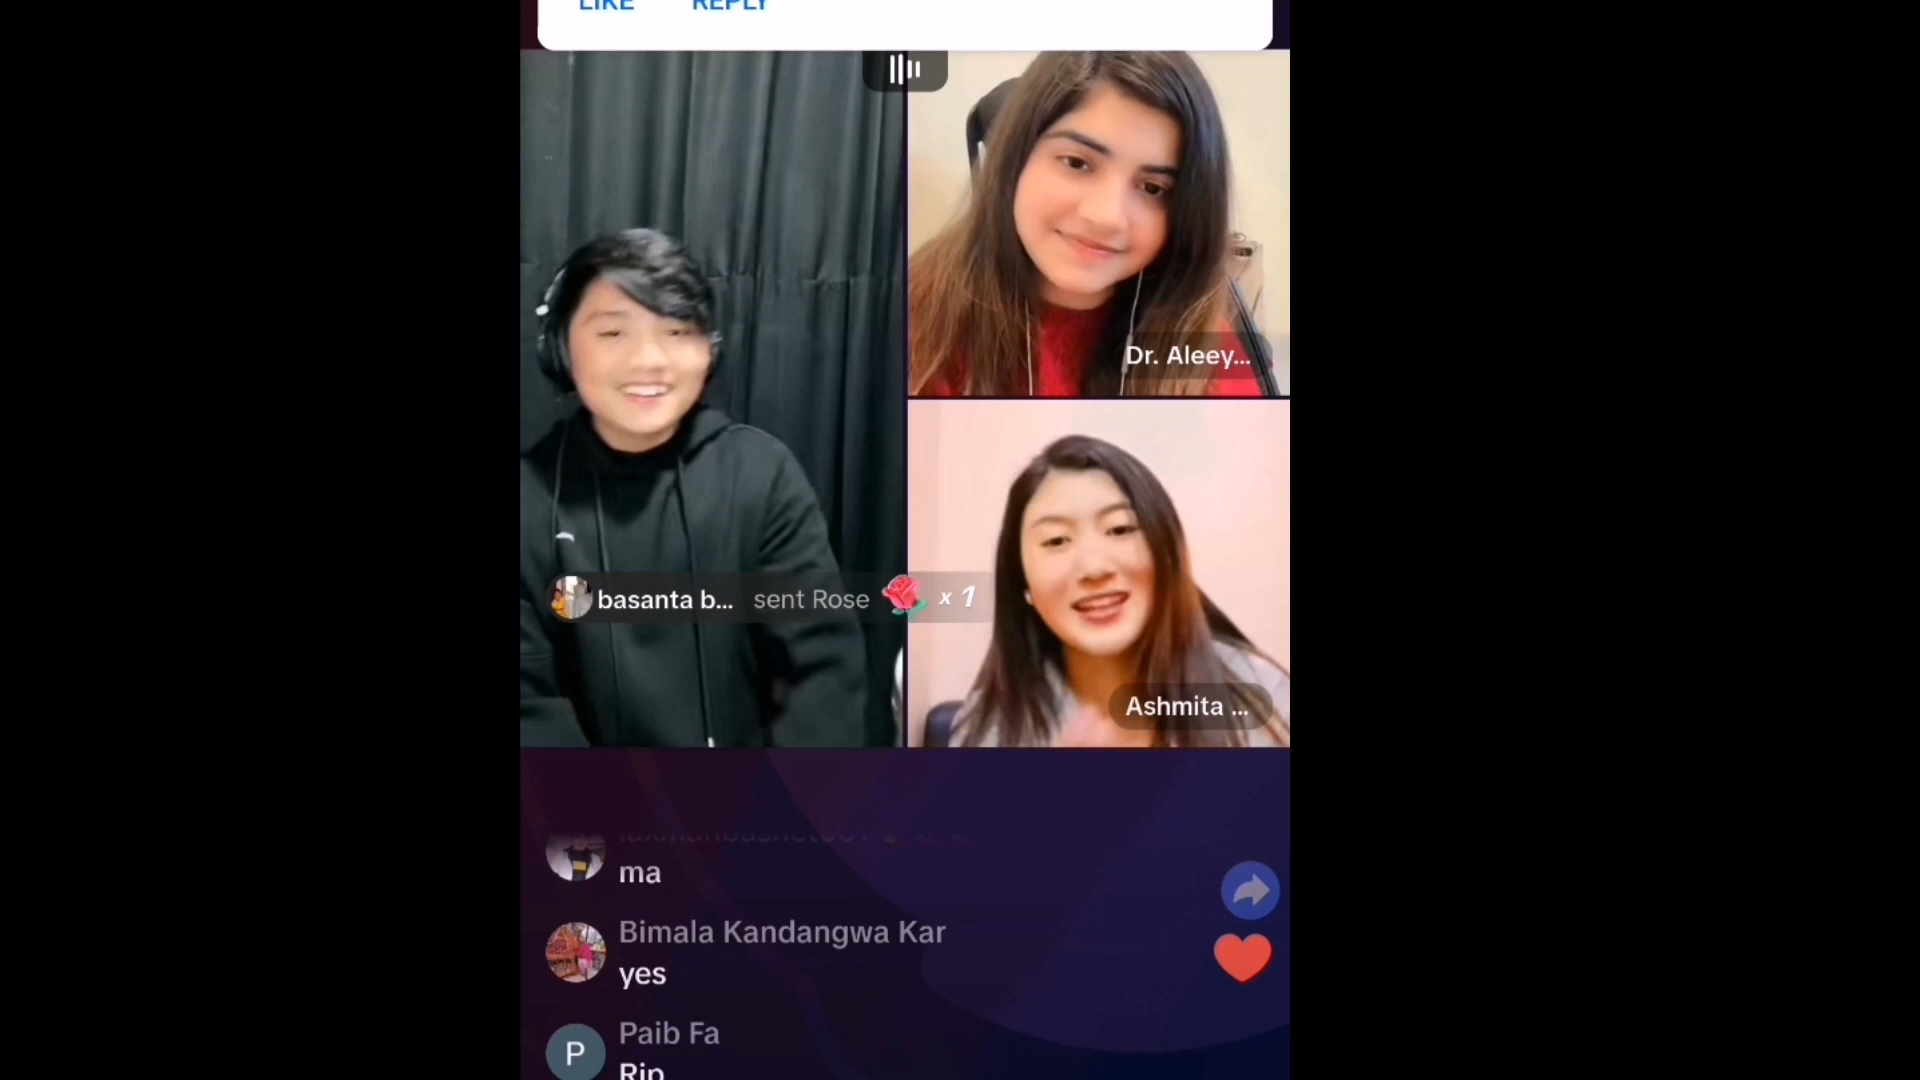 LIKE REPLY
Dr. Aleey...
basanta b... sent Rose x 1
Ashmita ...
ma
Bimala Kandangwa Kar
yes
Paib Fa
P
Rip